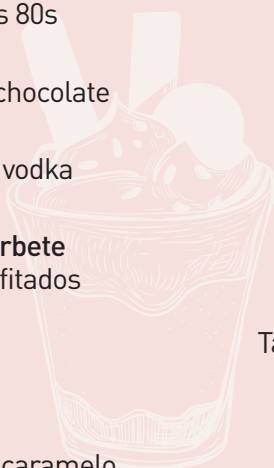 s 80s
chocolate
vodka
rbete
fitados
Ta
caramelo